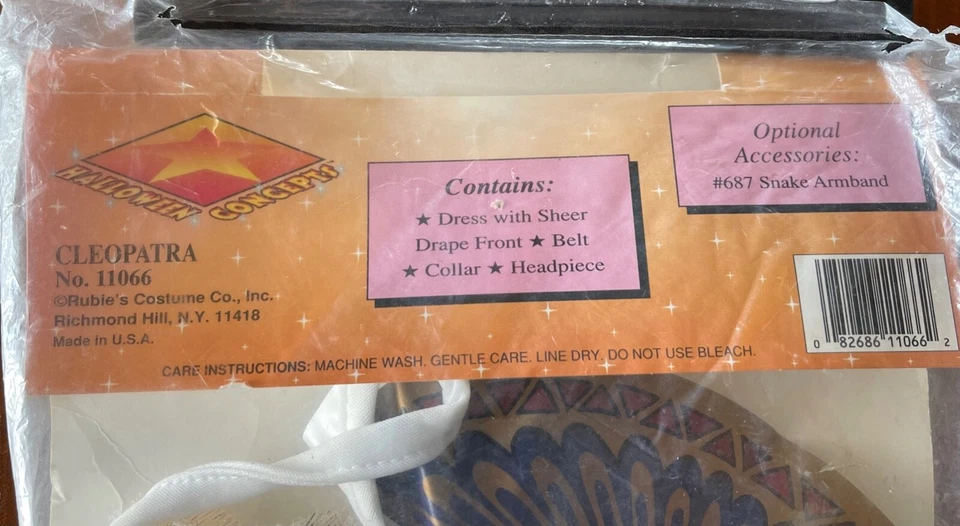 HALLOWEEN CONCEPTS
CLEOPATRA
No. 11066
©Rubie's Costume Co., Inc.
Richmond Hill, N.Y. 11418
Made in U.S.A.
Contains:
★ Dress with Sheer
Drape Front ★ Belt
★ Collar ★ Headpiece
Optional
Accessories:
#687 Snake Armband
0 82686 11066 2
CARE INSTRUCTIONS: MACHINE WASH. GENTLE CARE. LINE DRY. DO NOT USE BLEACH.